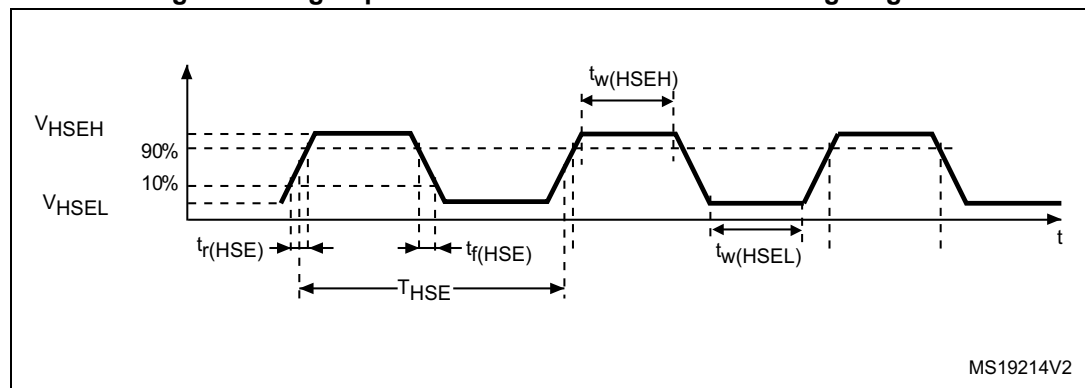 tw(HSEH)
VHSEH
90%
10%
VHSEL
tr(HSE)
tf(HSE)
tw(HSEL)
t
THSE
MS19214V2